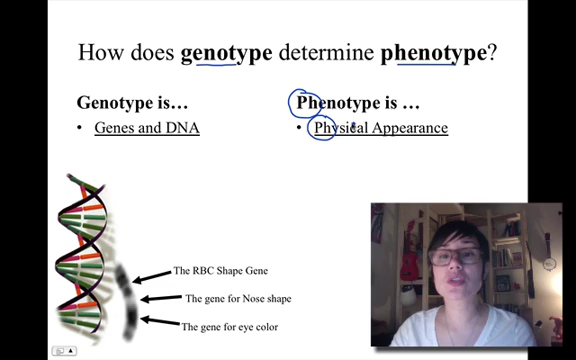 How does genotype determine phenotype?
Genotype is...
• Genes and DNA
Phenotype is ...
• Physical Appearance
The RBC Shape Gene
The gene for Nose shape
The gene for eye color